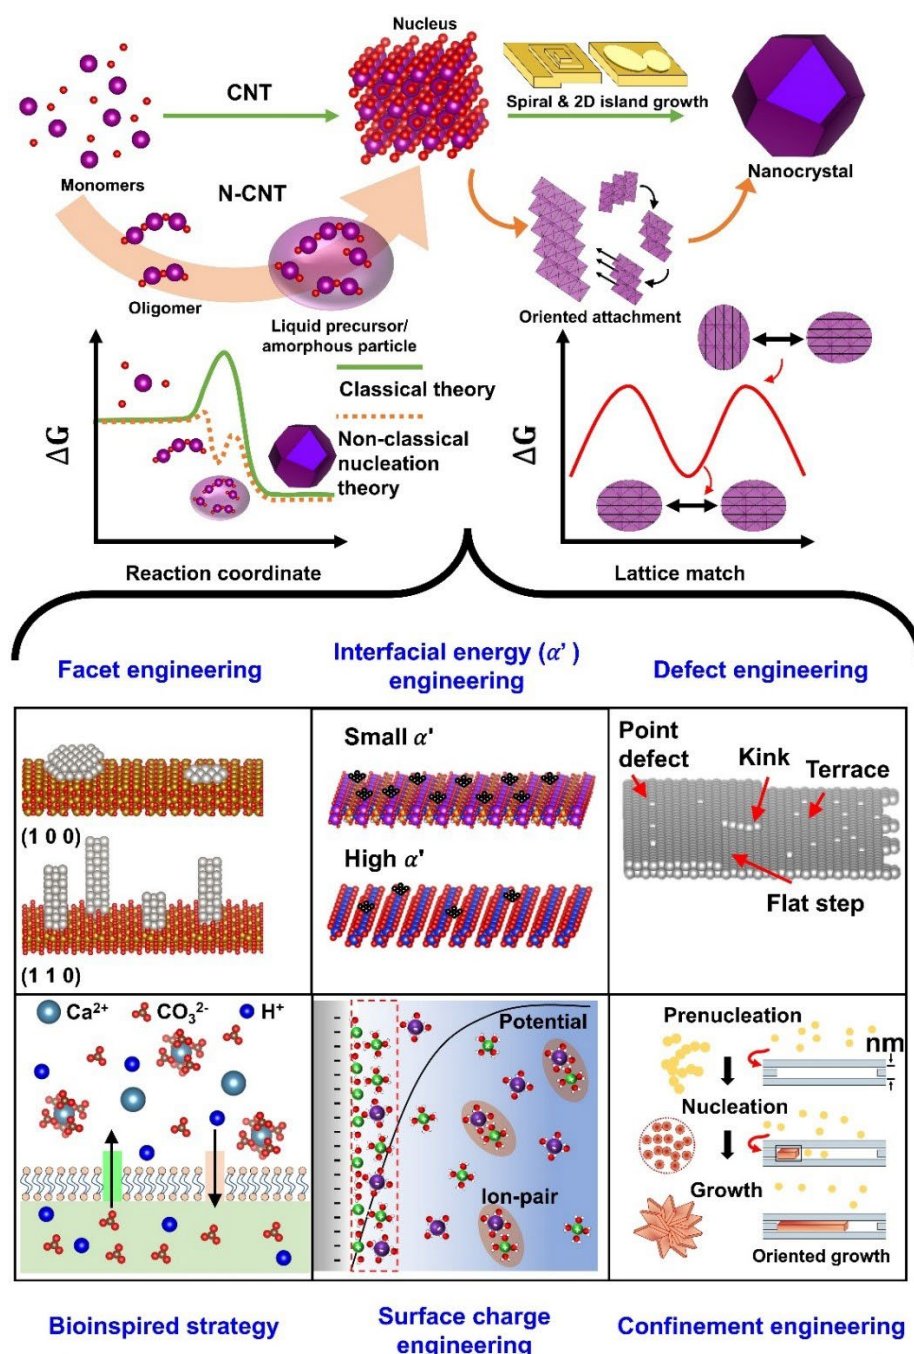 Nucleus
CNT
Spiral & 2D island growth
Monomers
Nanocrystal
N-CNT
Oligomer
Liquid precursor/
amorphous particle
Oriented attachment
ΔG
Classical theory
Non-classical
nucleation
theory
Reaction coordinate
ΔG
Lattice match
Facet engineering
Interfacial energy (α’ )
engineering
Defect engineering
(1 0 0)
(1 1 0)
Small α'
High α'
Point
defect
Kink
Terrace
Flat step
Ca²⁺
CO₃²⁻
H⁺
Potential
Ion-pair
Prenucleation
nm
Nucleation
Growth
Oriented growth
Bioinspired strategy
Surface charge
engineering
Confinement engineering